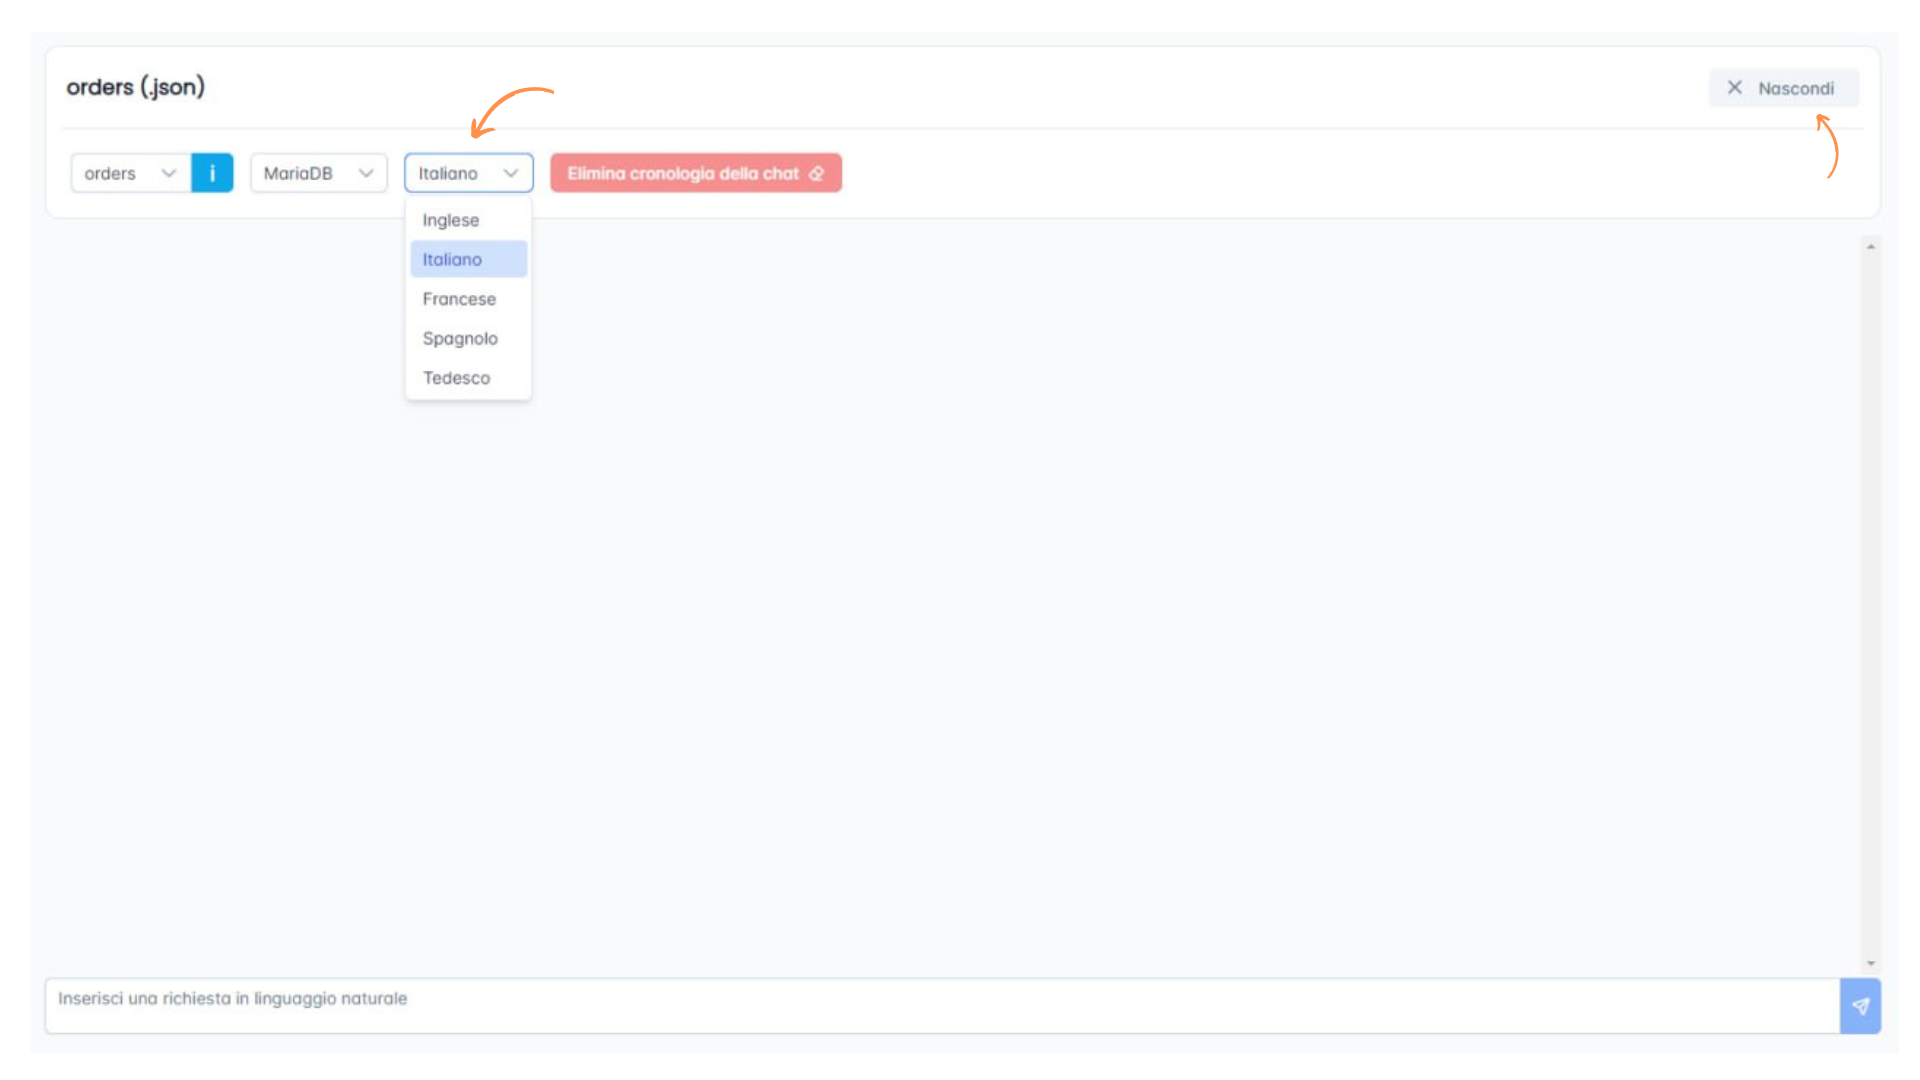 orders (.json)
Nascondi
orders
i
MariaDB
Italiano
Elimina cronologia della chat
Inglese
Italiano
Francese
Spagnolo
Tedesco
Inserisci una richiesta in linguaggio naturale